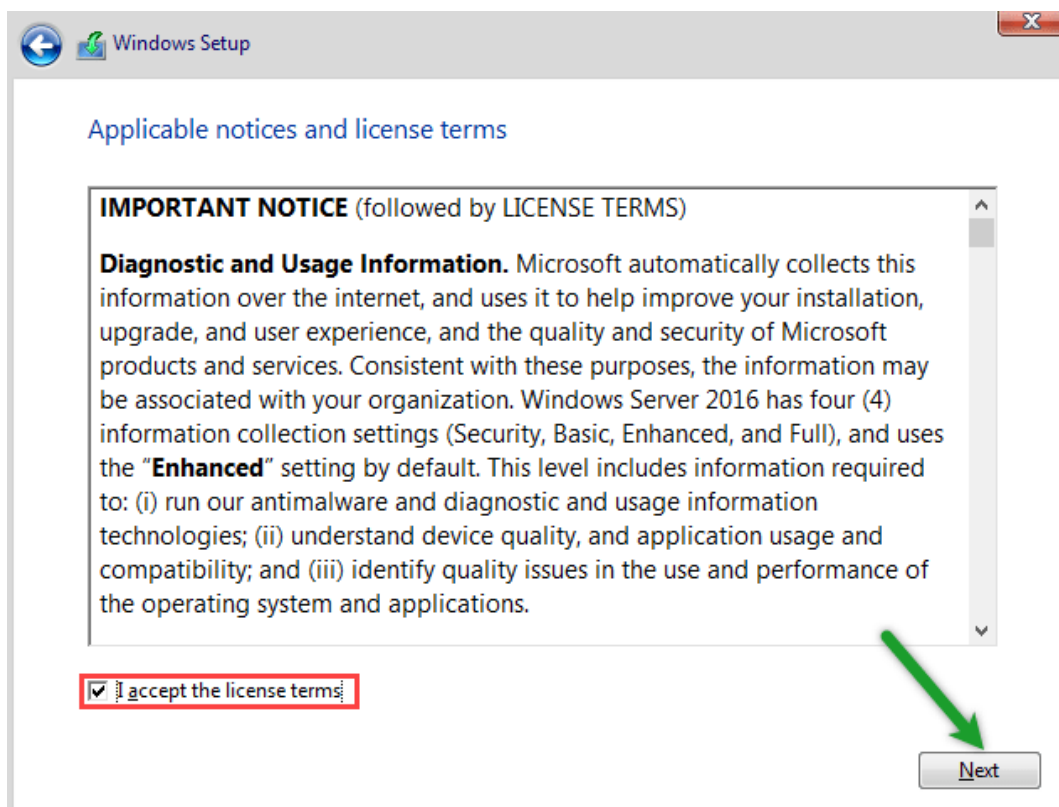 Windows Setup
Applicable notices and license terms
IMPORTANT NOTICE (followed by LICENSE TERMS)
Diagnostic and Usage Information. Microsoft automatically collects this
information over the internet, and uses it to help improve your installation,
upgrade, and user experience, and the quality and security of Microsoft
products and services. Consistent with these purposes, the information may
be associated with your organization. Windows Server 2016 has four (4)
information collection settings (Security, Basic, Enhanced, and Full), and uses
the “Enhanced” setting by default. This level includes information required
to: (i) run our antimalware and diagnostic and usage information
technologies; (ii) understand device quality, and application usage and
compatibility; and (iii) identify quality issues in the use and performance of
the operating system and applications.
I accept the license terms
Next